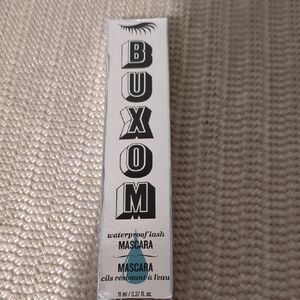 BUXOM
waterproof lash
MASCARA
MASCARA
cils résistant à l'eau
11 ml / 0.37 fl. oz.